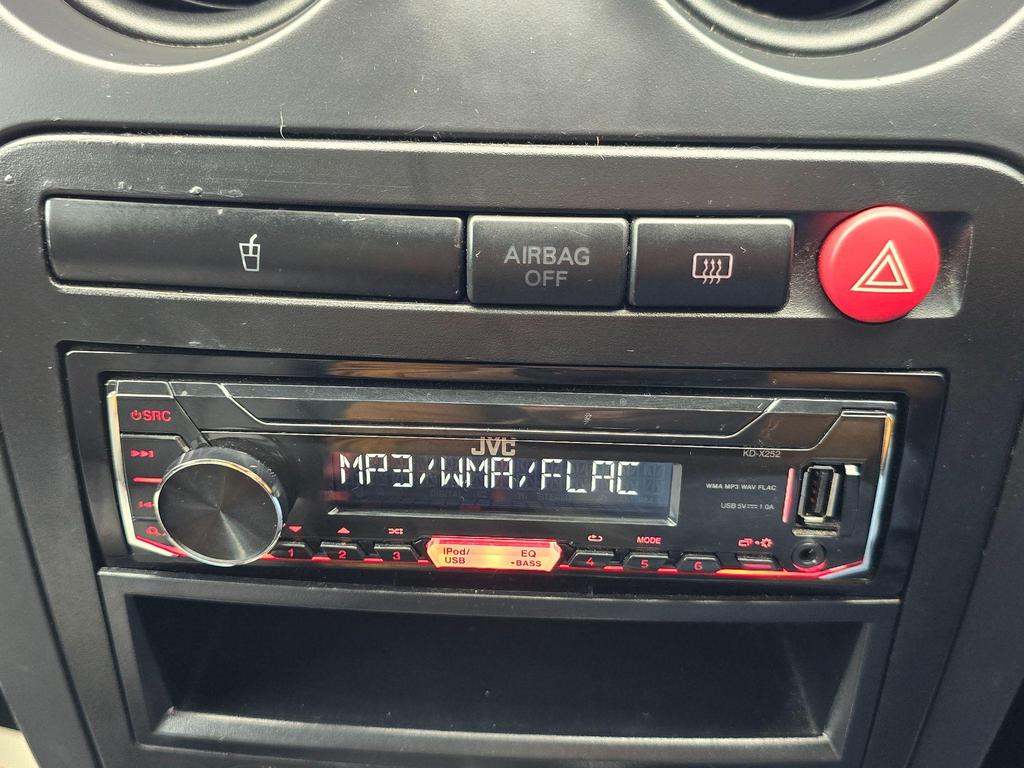 AIRBAG
OFF
SRC
JVC
KD-X252
MP3/WMA/FLAC
WMA MP3 WAV FLAC
USB 5V⎓1.0A
MODE
1
2
3
iPod/
USB
EQ
-BASS
4
5
6